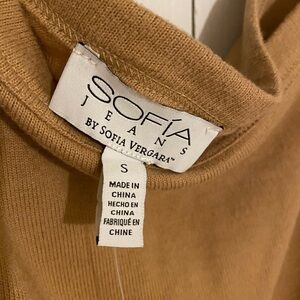 SOFÍA
JEANS
BY SOFIA VERGARA™
S
MADE IN
CHINA
HECHO EN
CHINA
FABRIQUÉ EN
CHINE